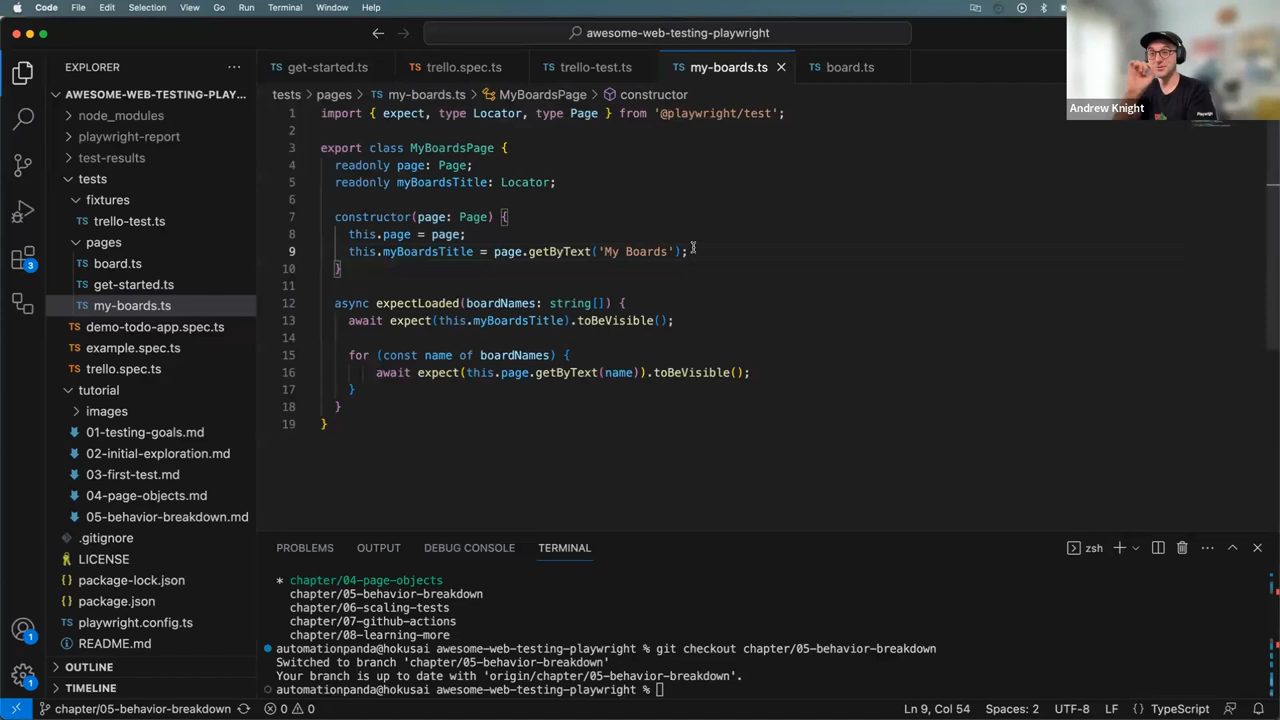 Code File Edit Selection View Go Run Terminal Window Help
awesome-web-testing-playwright
EXPLORER
get-started.ts
trello.spec.ts
trello-test.ts
my-boards.ts
board.ts
Andrew Knight
AWESOME-WEB-TESTING-PLAYW...
node_modules
playwright-report
test-results
tests
fixtures
trello-test.ts
pages
board.ts
get-started.ts
my-boards.ts
demo-todo-app.spec.ts
example.spec.ts
trello.spec.ts
tutorial
images
01-testing-goals.md
02-initial-exploration.md
03-first-test.md
04-page-objects.md
05-behavior-breakdown.md
.gitignore
LICENSE
package-lock.json
package.json
playwright.config.ts
README.md
OUTLINE
TIMELINE
3
1
1
tests > pages > my-boards.ts > MyBoardsPage > constructor
1 import { expect, type Locator, type Page } from '@playwright/test';
2
3 export class MyBoardsPage {
4 readonly page: Page;
5 readonly myBoardsTitle: Locator;
6
7 constructor(page: Page) {
8 this.page = page;
9 this.myBoardsTitle = page.getByText('My Boards');
10 }
11
12 async expectLoaded(boardNames: string[]) {
13 await expect(this.myBoardsTitle).toBeVisible();
14
15 for (const name of boardNames) {
16 await expect(this.page.getByText(name)).toBeVisible();
17 }
18 }
19 }
PROBLEMS OUTPUT DEBUG CONSOLE TERMINAL
zsh
* chapter/04-page-objects
chapter/05-behavior-breakdown
chapter/06-scaling-tests
chapter/07-github-actions
chapter/08-learning-more
automationpanda@hokusai awesome-web-testing-playwright % git checkout chapter/05-behavior-breakdown
Switched to branch 'chapter/05-behavior-breakdown'
Your branch is up to date with 'origin/chapter/05-behavior-breakdown'.
automationpanda@hokusai awesome-web-testing-playwright %
chapter/05-behavior-breakdown 0 0 Ln 9, Col 54 Spaces: 2 UTF-8 LF TypeScript